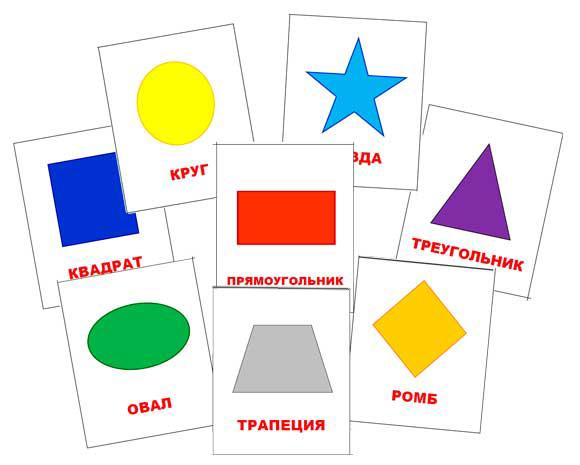 КРУГ
ЗДА
КВАДРАТ
ПРЯМОУГОЛЬНИК
ТРЕУГОЛЬНИК
ОВАЛ
ТРАПЕЦИЯ
РОМБ